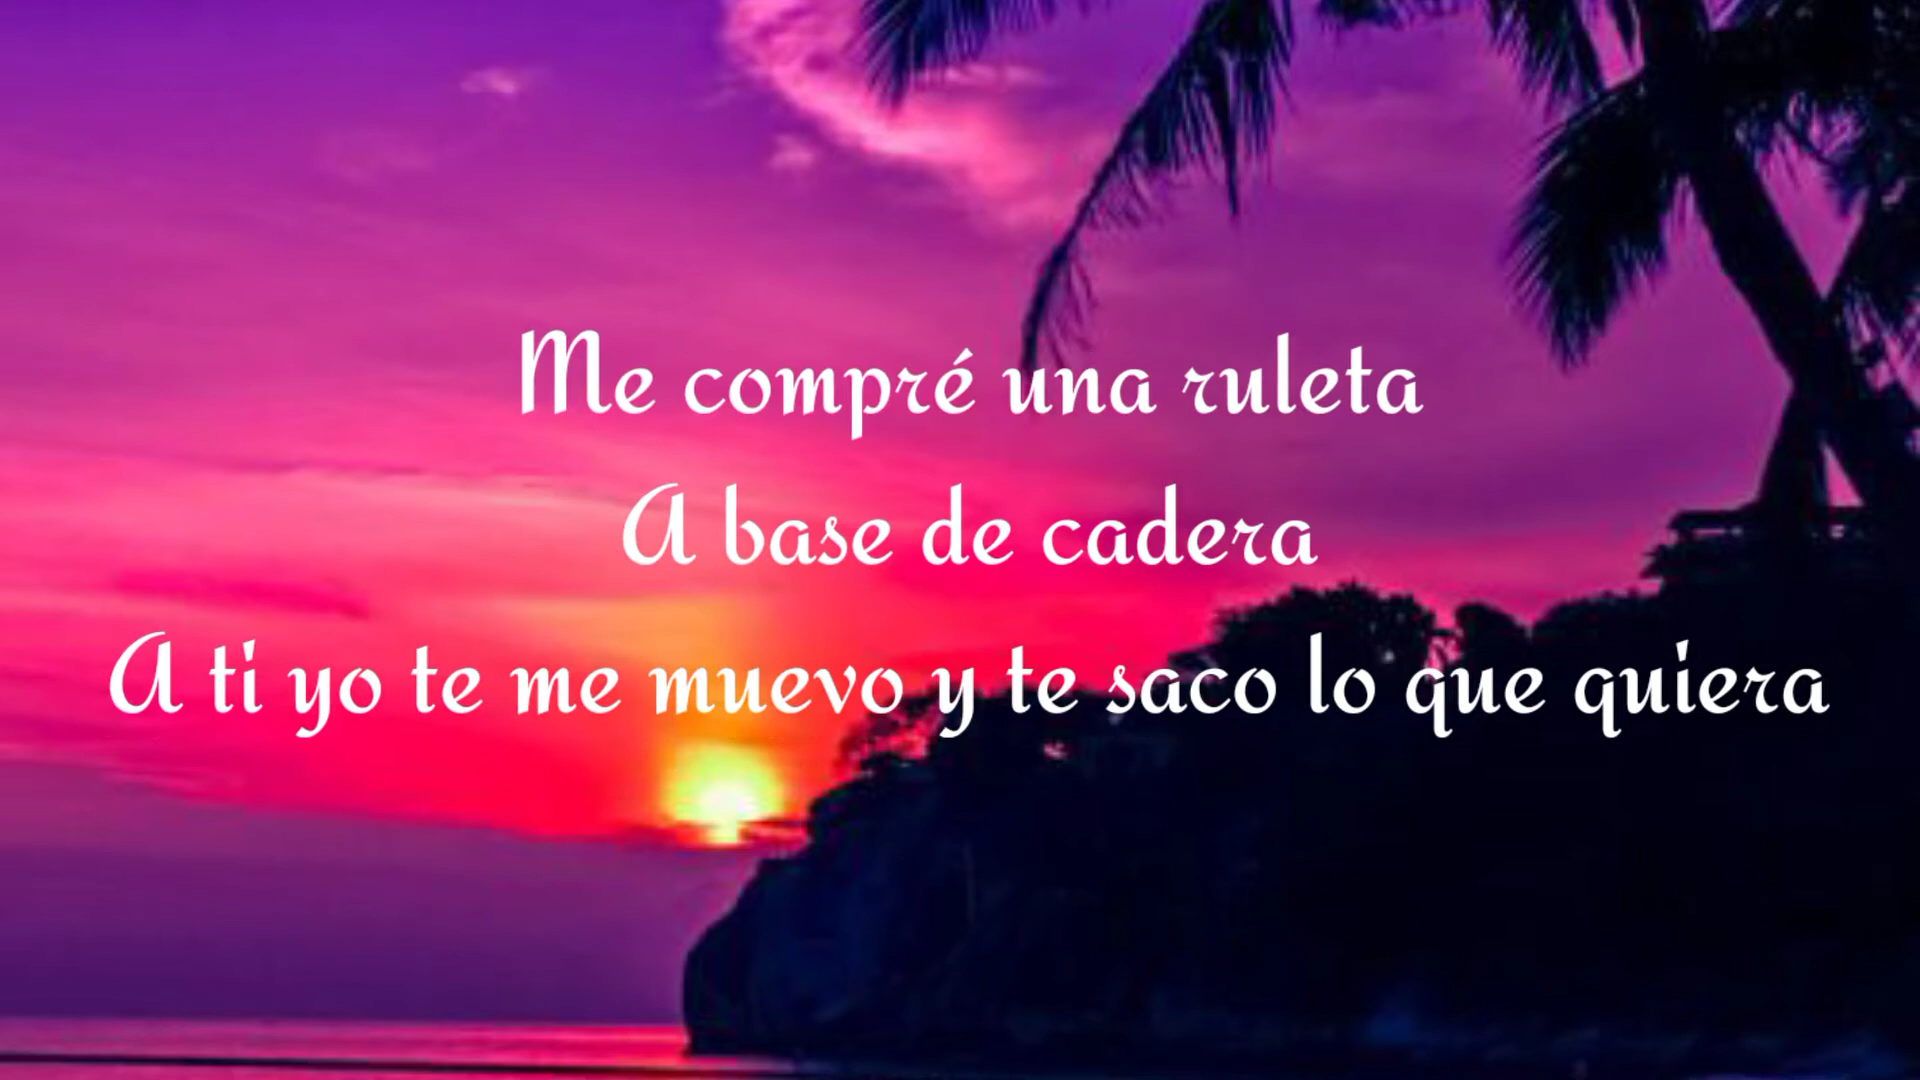 Me compré una ruleta
A base de cadera
A ti yo te me muevo y te saco lo que quiera